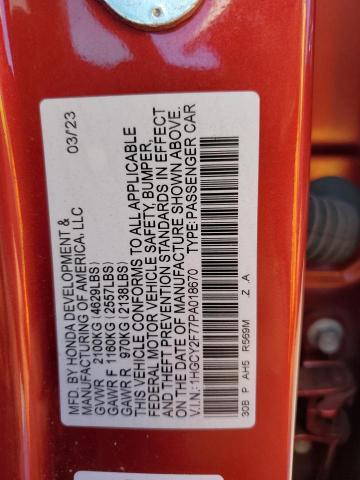 MFD. BY HONDA DEVELOPMENT &
MANUFACTURING OF AMERICA, LLC 03/23
GVWR 2100KG (4629LBS)
GAWR F 1160KG (2557LBS)
GAWR R 970KG (2138LBS)
THIS VEHICLE CONFORMS TO ALL APPLICABLE
FEDERAL MOTOR VEHICLE SAFETY, BUMPER,
AND THEFT PREVENTION STANDARDS IN EFFECT
ON THE DATE OF MANUFACTURE SHOWN ABOVE.
V.I.N.:1HGCY2F77PA018670 TYPE:PASSENGER CAR
30B P AH5 R569M Z A